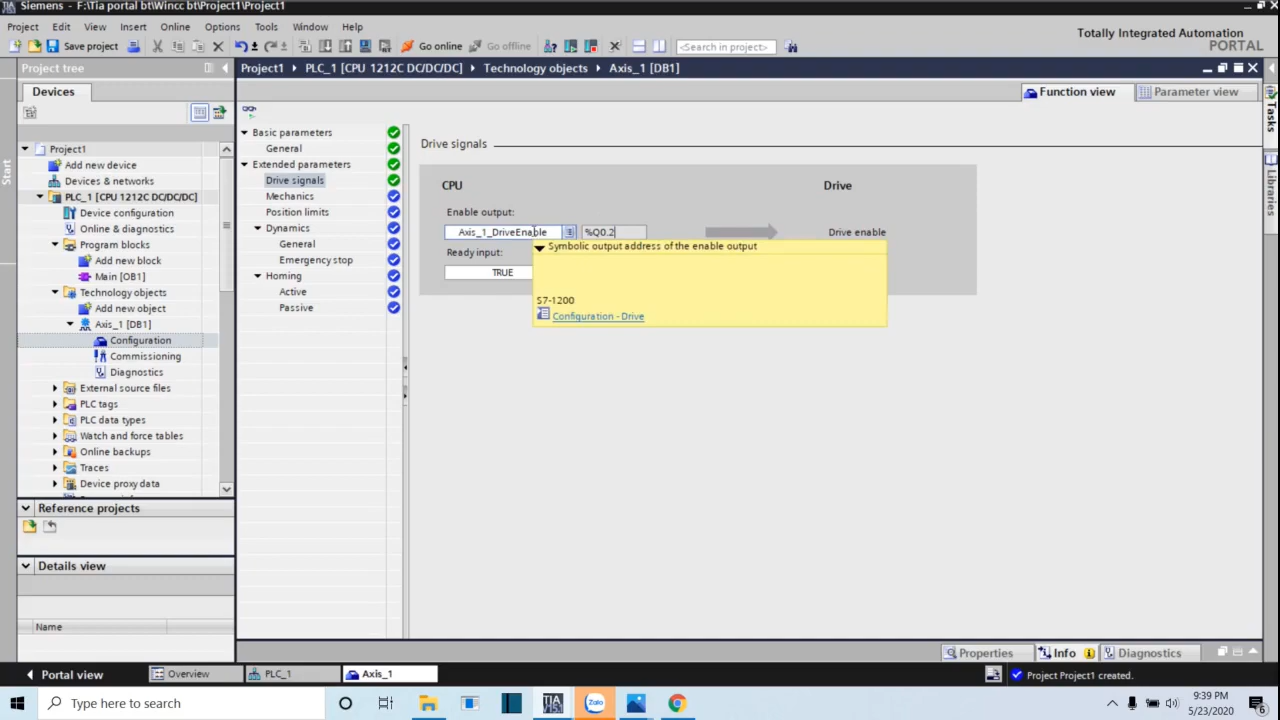 Siemens - F:\Tia portal bt\Wincc bt\Project1\Project1
Project Edit View Insert Online Options Tools Window Help
Totally Integrated Automation
PORTAL
Save project
Go online
Go offline
<Search in project>
Project tree
Project1 PLC_1 [CPU 1212C DC/DC/DC] Technology objects Axis_1 [DB1]
Devices
Function view
Parameter view
Start
Tasks
Libraries
Project1
Add new device
Devices & networks
PLC_1 [CPU 1212C DC/DC/DC]
Device configuration
Online & diagnostics
Program blocks
Add new block
Main [OB1]
Technology objects
Add new object
Axis_1 [DB1]
Configuration
Commissioning
Diagnostics
External source files
PLC tags
PLC data types
Watch and force tables
Online backups
Traces
Device proxy data
Reference projects
Details view
Name
Basic parameters
General
Extended parameters
Drive signals
Mechanics
Position limits
Dynamics
General
Emergency stop
Homing
Active
Passive
Drive signals
CPU
Drive
Enable output:
Axis_1_DriveEnable
%Q0.2
Drive enable
Ready input:
TRUE
Symbolic output address of the enable output
S7-1200
Configuration - Drive
Properties
Info
Diagnostics
Portal view
Overview
PLC_1
Axis_1
Project Project1 created.
Type here to search
TIA
V15
Zalo
9:39 PM
5/23/2020
6